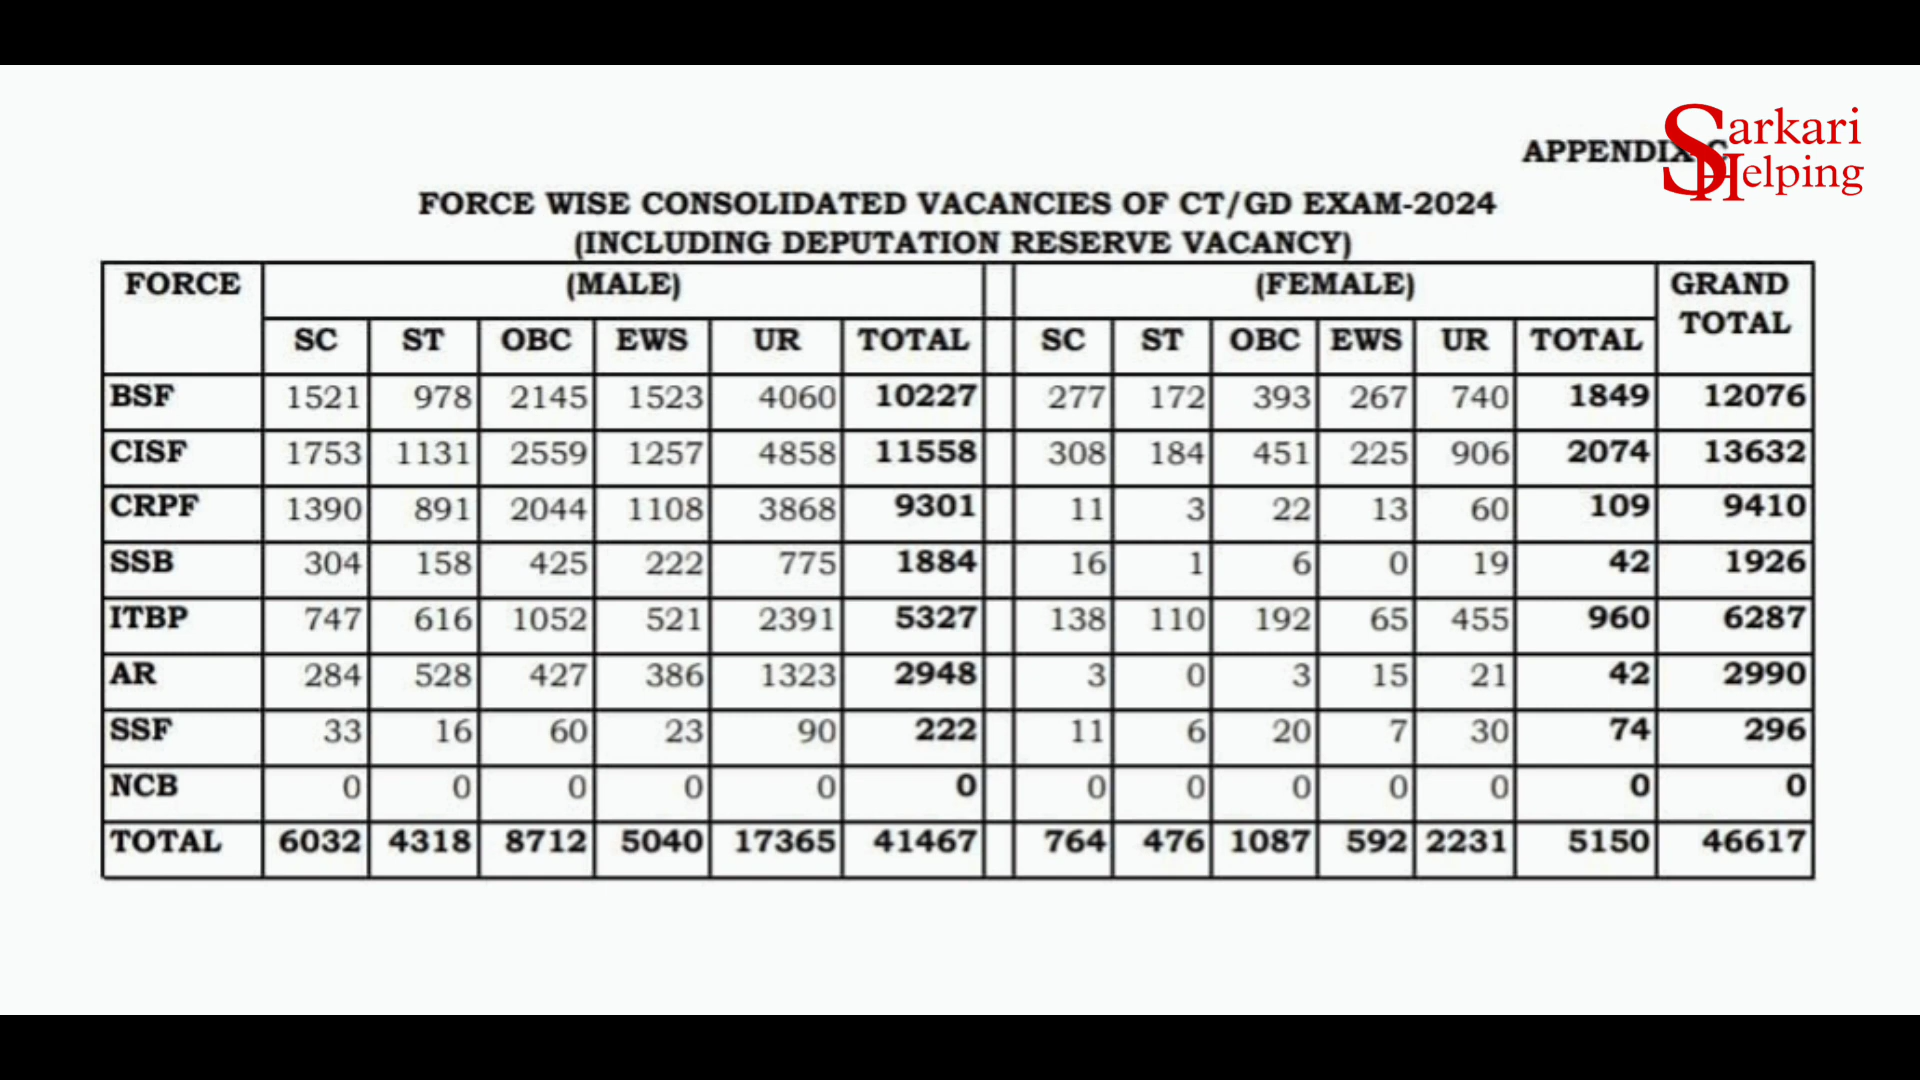 Sarkari
Helping
APPENDIX-C
FORCE WISE CONSOLIDATED VACANCIES OF CT/GD EXAM-2024
(INCLUDING DEPUTATION RESERVE VACANCY)
FORCE (MALE) (FEMALE) GRAND TOTAL
SC ST OBC EWS UR TOTAL SC ST OBC EWS UR TOTAL
BSF 1521 978 2145 1523 4060 10227 277 172 393 267 740 1849 12076
CISF 1753 1131 2559 1257 4858 11558 308 184 451 225 906 2074 13632
CRPF 1390 891 2044 1108 3868 9301 11 3 22 13 60 109 9410
SSB 304 158 425 222 775 1884 16 1 6 0 19 42 1926
ITBP 747 616 1052 521 2391 5327 138 110 192 65 455 960 6287
AR 284 528 427 386 1323 2948 3 0 3 15 21 42 2990
SSF 33 16 60 23 90 222 11 6 20 7 30 74 296
NCB 0 0 0 0 0 0 0 0 0 0 0 0 0
TOTAL 6032 4318 8712 5040 17365 41467 764 476 1087 592 2231 5150 46617